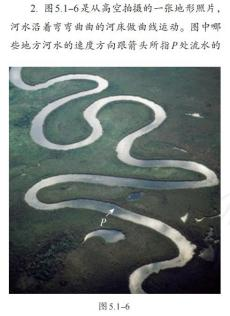 2. 图5.1-6是从高空拍摄的一张地形照片，
河水沿着弯弯曲曲的河床做曲线运动。图中哪
些地方河水的速度方向跟箭头所指P处流水的
P
图5.1-6